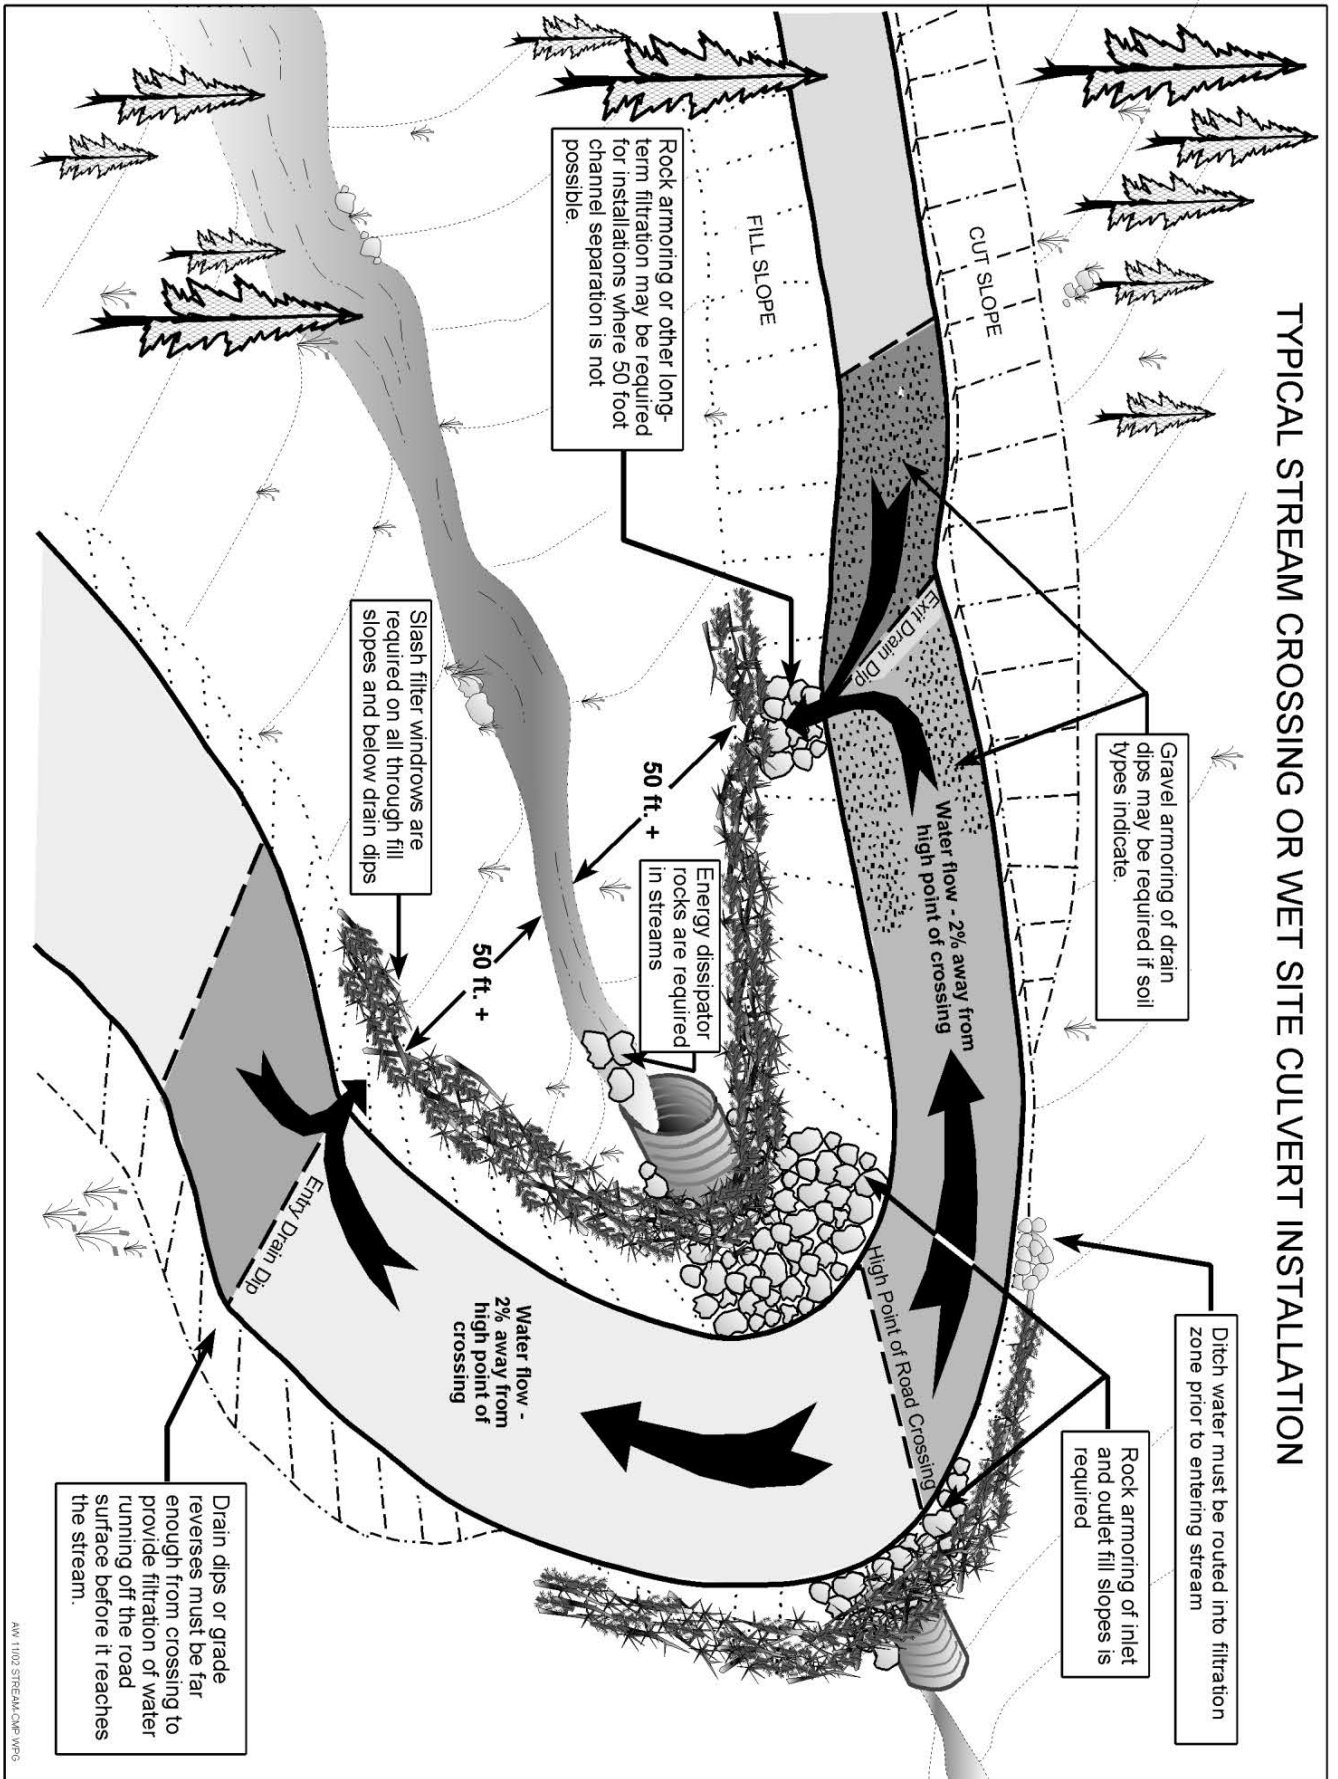 TYPICAL STREAM CROSSING OR WET SITE CULVERT INSTALLATION
CUT SLOPE
FILL SLOPE
Gravel armoring of drain
dips may be required if soil
types indicate.
Ditch water must be routed into filtration
zone prior to entering stream
Rock armoring of inlet
and outlet fill slopes is
required
Rock armoring or other long-
term filtration may be required
for installations where 50 foot
channel separation is not
possible.
Exit Drain Dip
Water flow - 2% away from
high point of crossing
High Point of Road Crossing
50 ft. +
Energy dissipator
rocks are required
in streams
50 ft. +
Water flow -
2% away from
high point of
crossing
Slash filter windrows are
required on all through fill
slopes and below drain dips
Entry Drain Dip
Drain dips or grade
reverses must be far
enough from crossing to
provide filtration of water
running off the road
surface before it reaches
the stream.
AW 11/02 STREAM-CMP.WPG